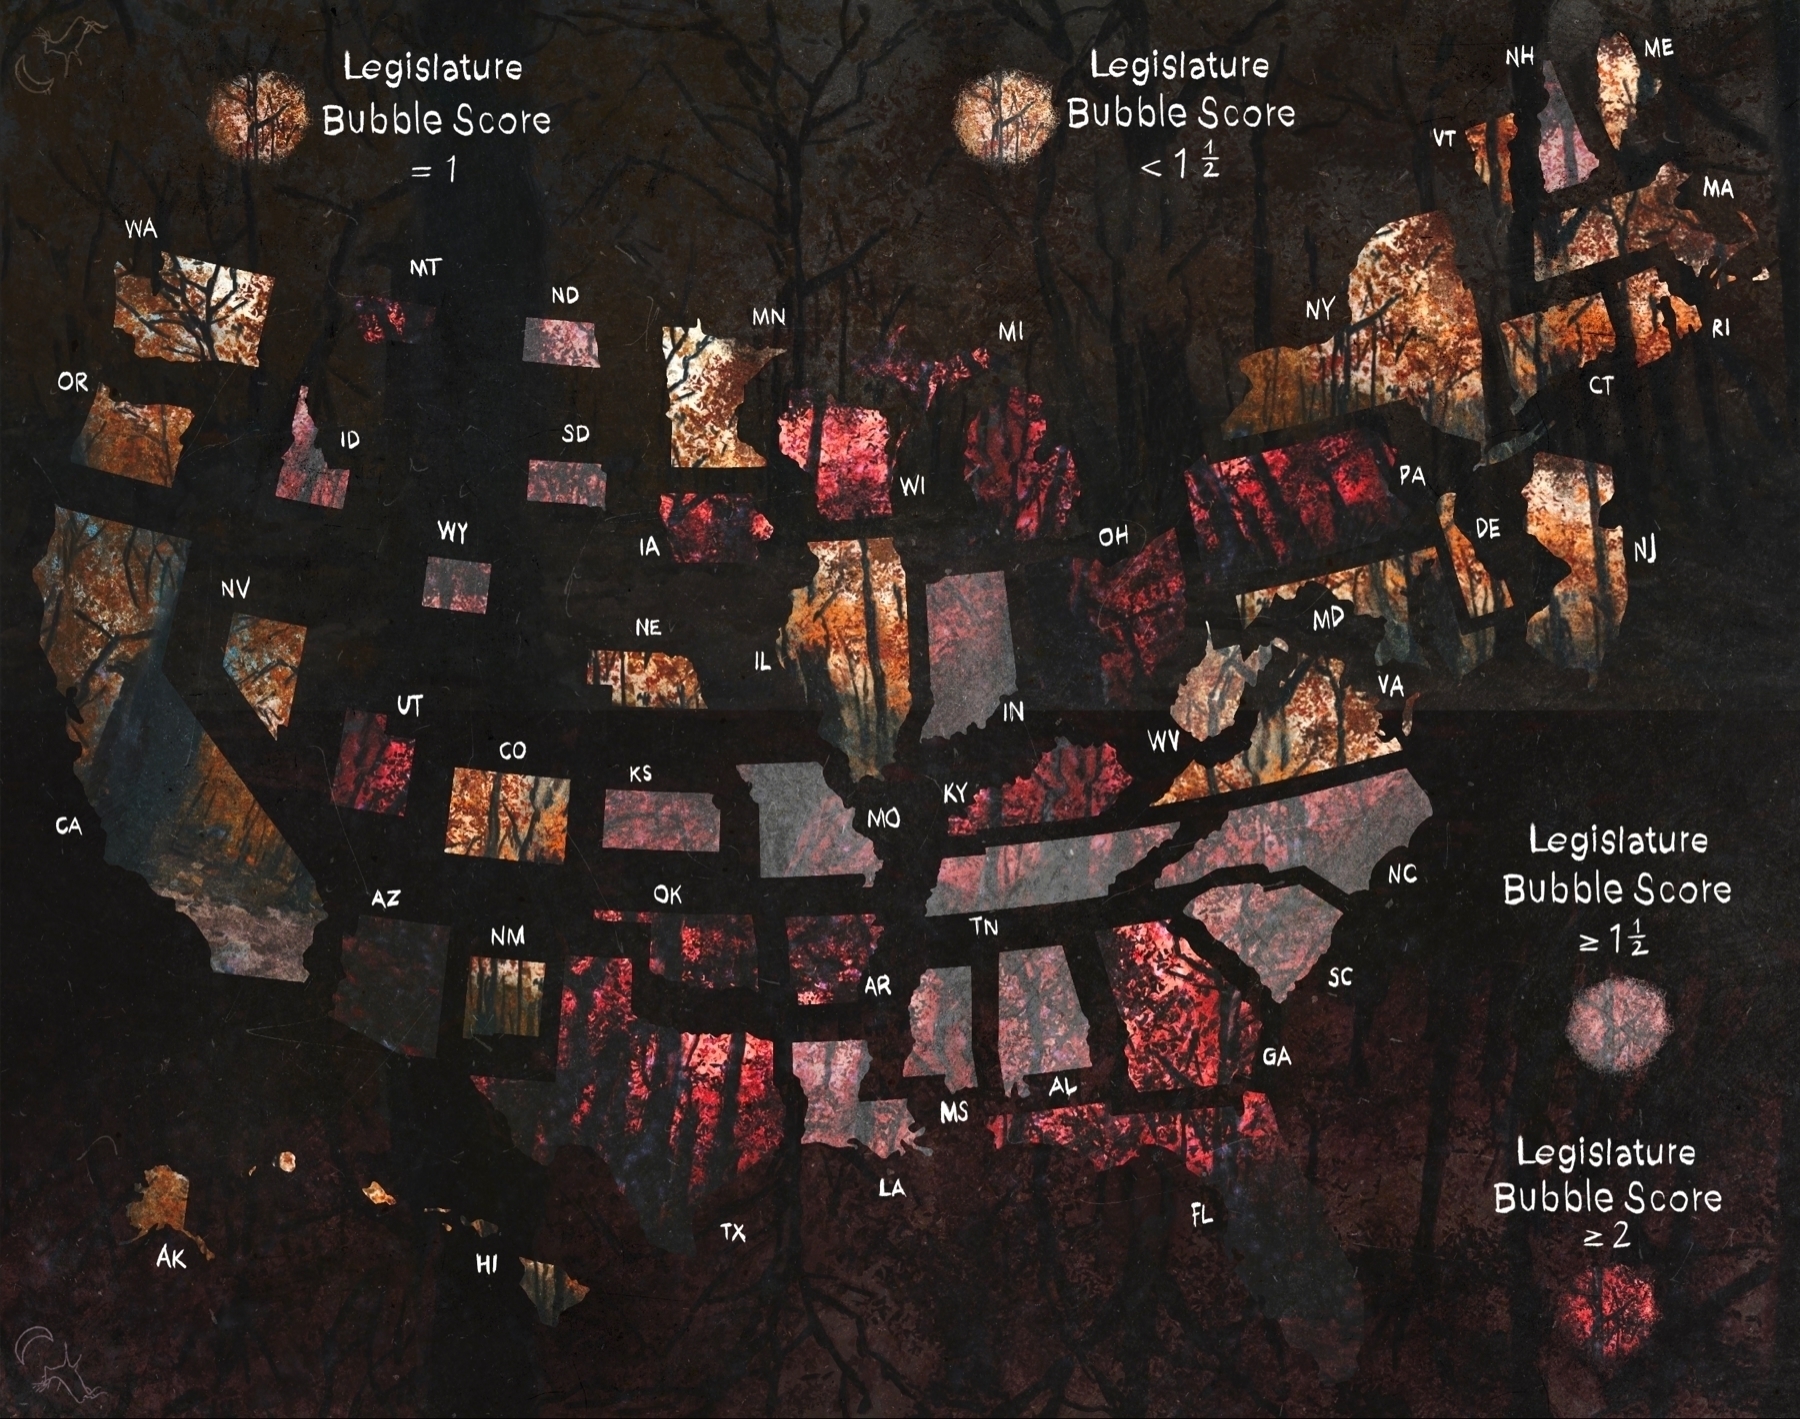 Legislature
Bubble Score
= 1
Legislature
Bubble Score
< 1 1/2
NH
ME
VT
MA
WA
MT
ND
MN
MI
NY
RI
OR
ID
SD
WI
CT
PA
WY
IA
OH
DE
NJ
NV
NE
IL
MD
UT
IN
VA
CO
KS
KY
WV
CA
MO
Legislature
Bubble Score
≥ 1 1/2
AZ
OK
NC
NM
TN
AR
SC
GA
MS
AL
LA
Legislature
Bubble Score
≥ 2
TX
FL
AK
HI